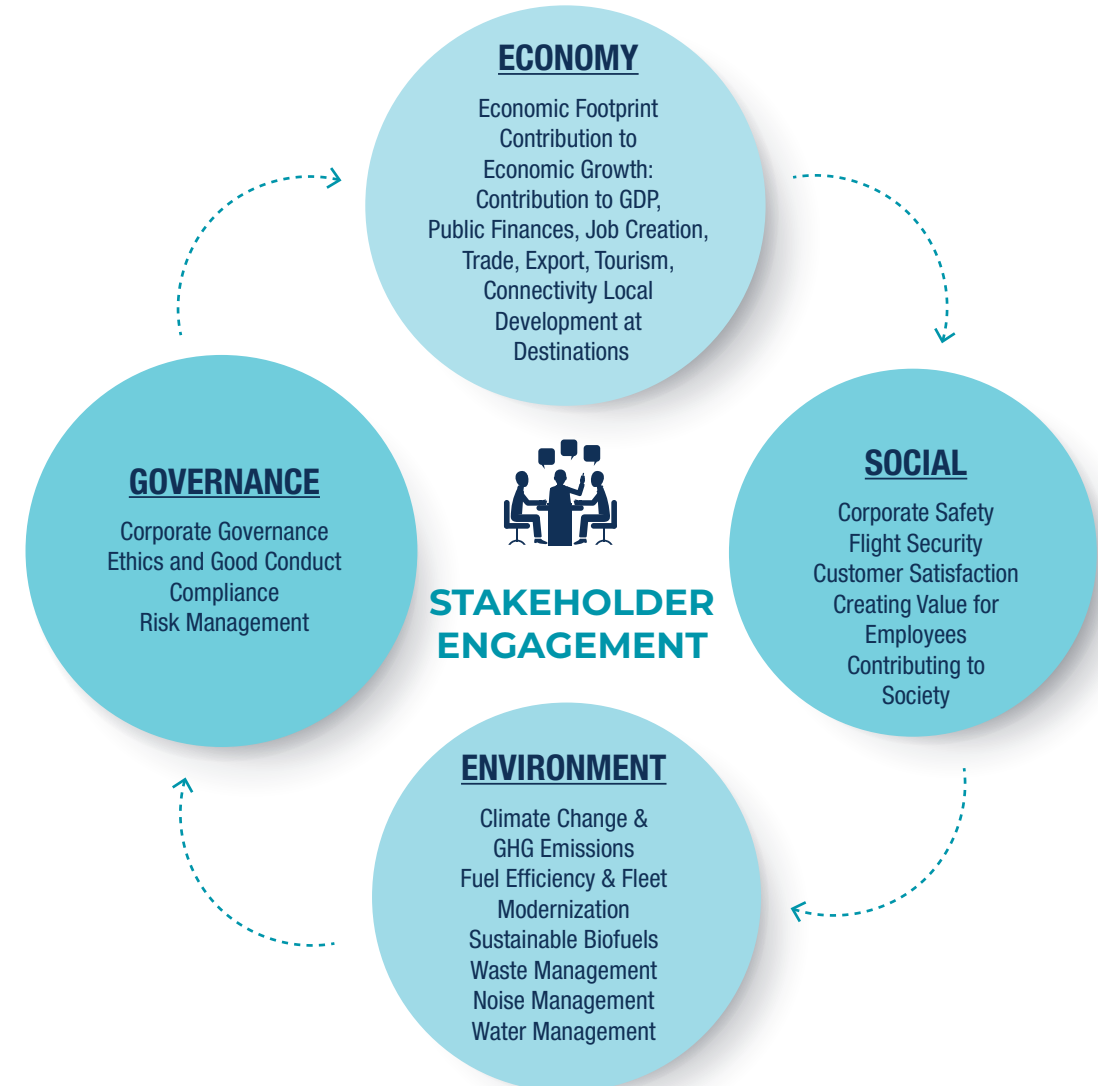 ECONOMY
Economic Footprint
Contribution to
Economic Growth:
Contribution to GDP,
Public Finances, Job Creation,
Trade, Export, Tourism,
Connectivity Local
Development at
Destinations
GOVERNANCE
Corporate Governance
Ethics and Good Conduct
Compliance
Risk Management
STAKEHOLDER
ENGAGEMENT
SOCIAL
Corporate Safety
Flight Security
Customer Satisfaction
Creating Value for
Employees
Contributing to
Society
ENVIRONMENT
Climate Change &
GHG Emissions
Fuel Efficiency & Fleet
Modernization
Sustainable Biofuels
Waste Management
Noise Management
Water Management